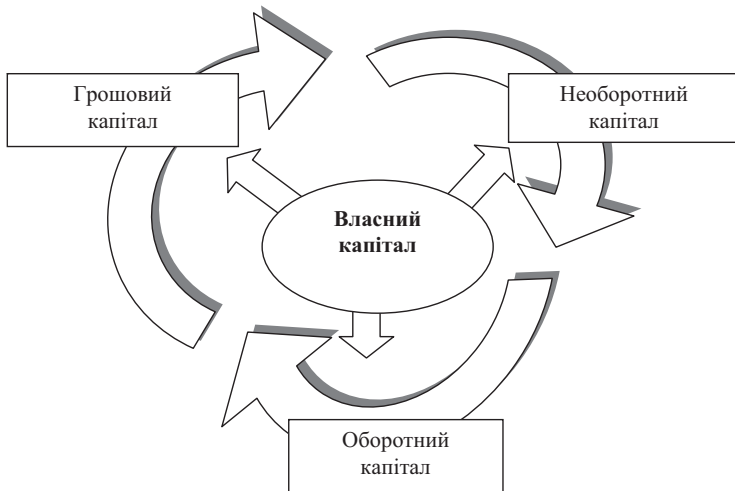 Грошовий
капітал
Необоротний
капітал
Власний
капітал
Оборотний
капітал